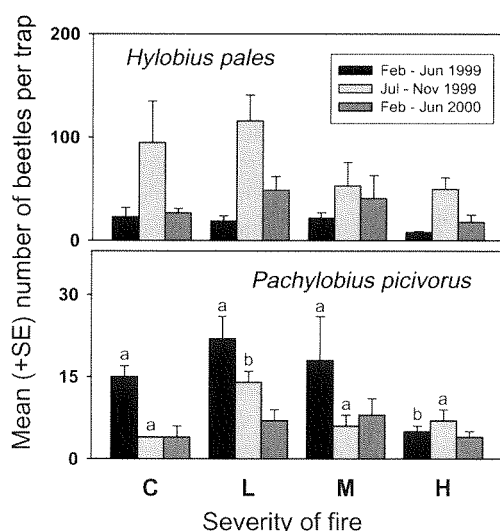 Mean (+SE) number of beetles per trap
200
100
0
Hylobius pales
Feb - Jun 1999
Jul - Nov 1999
Feb - Jun 2000
30
15
0
Pachylobius picivorus
a
a
a
b
a
a
b
a
C
L
M
H
Severity of fire